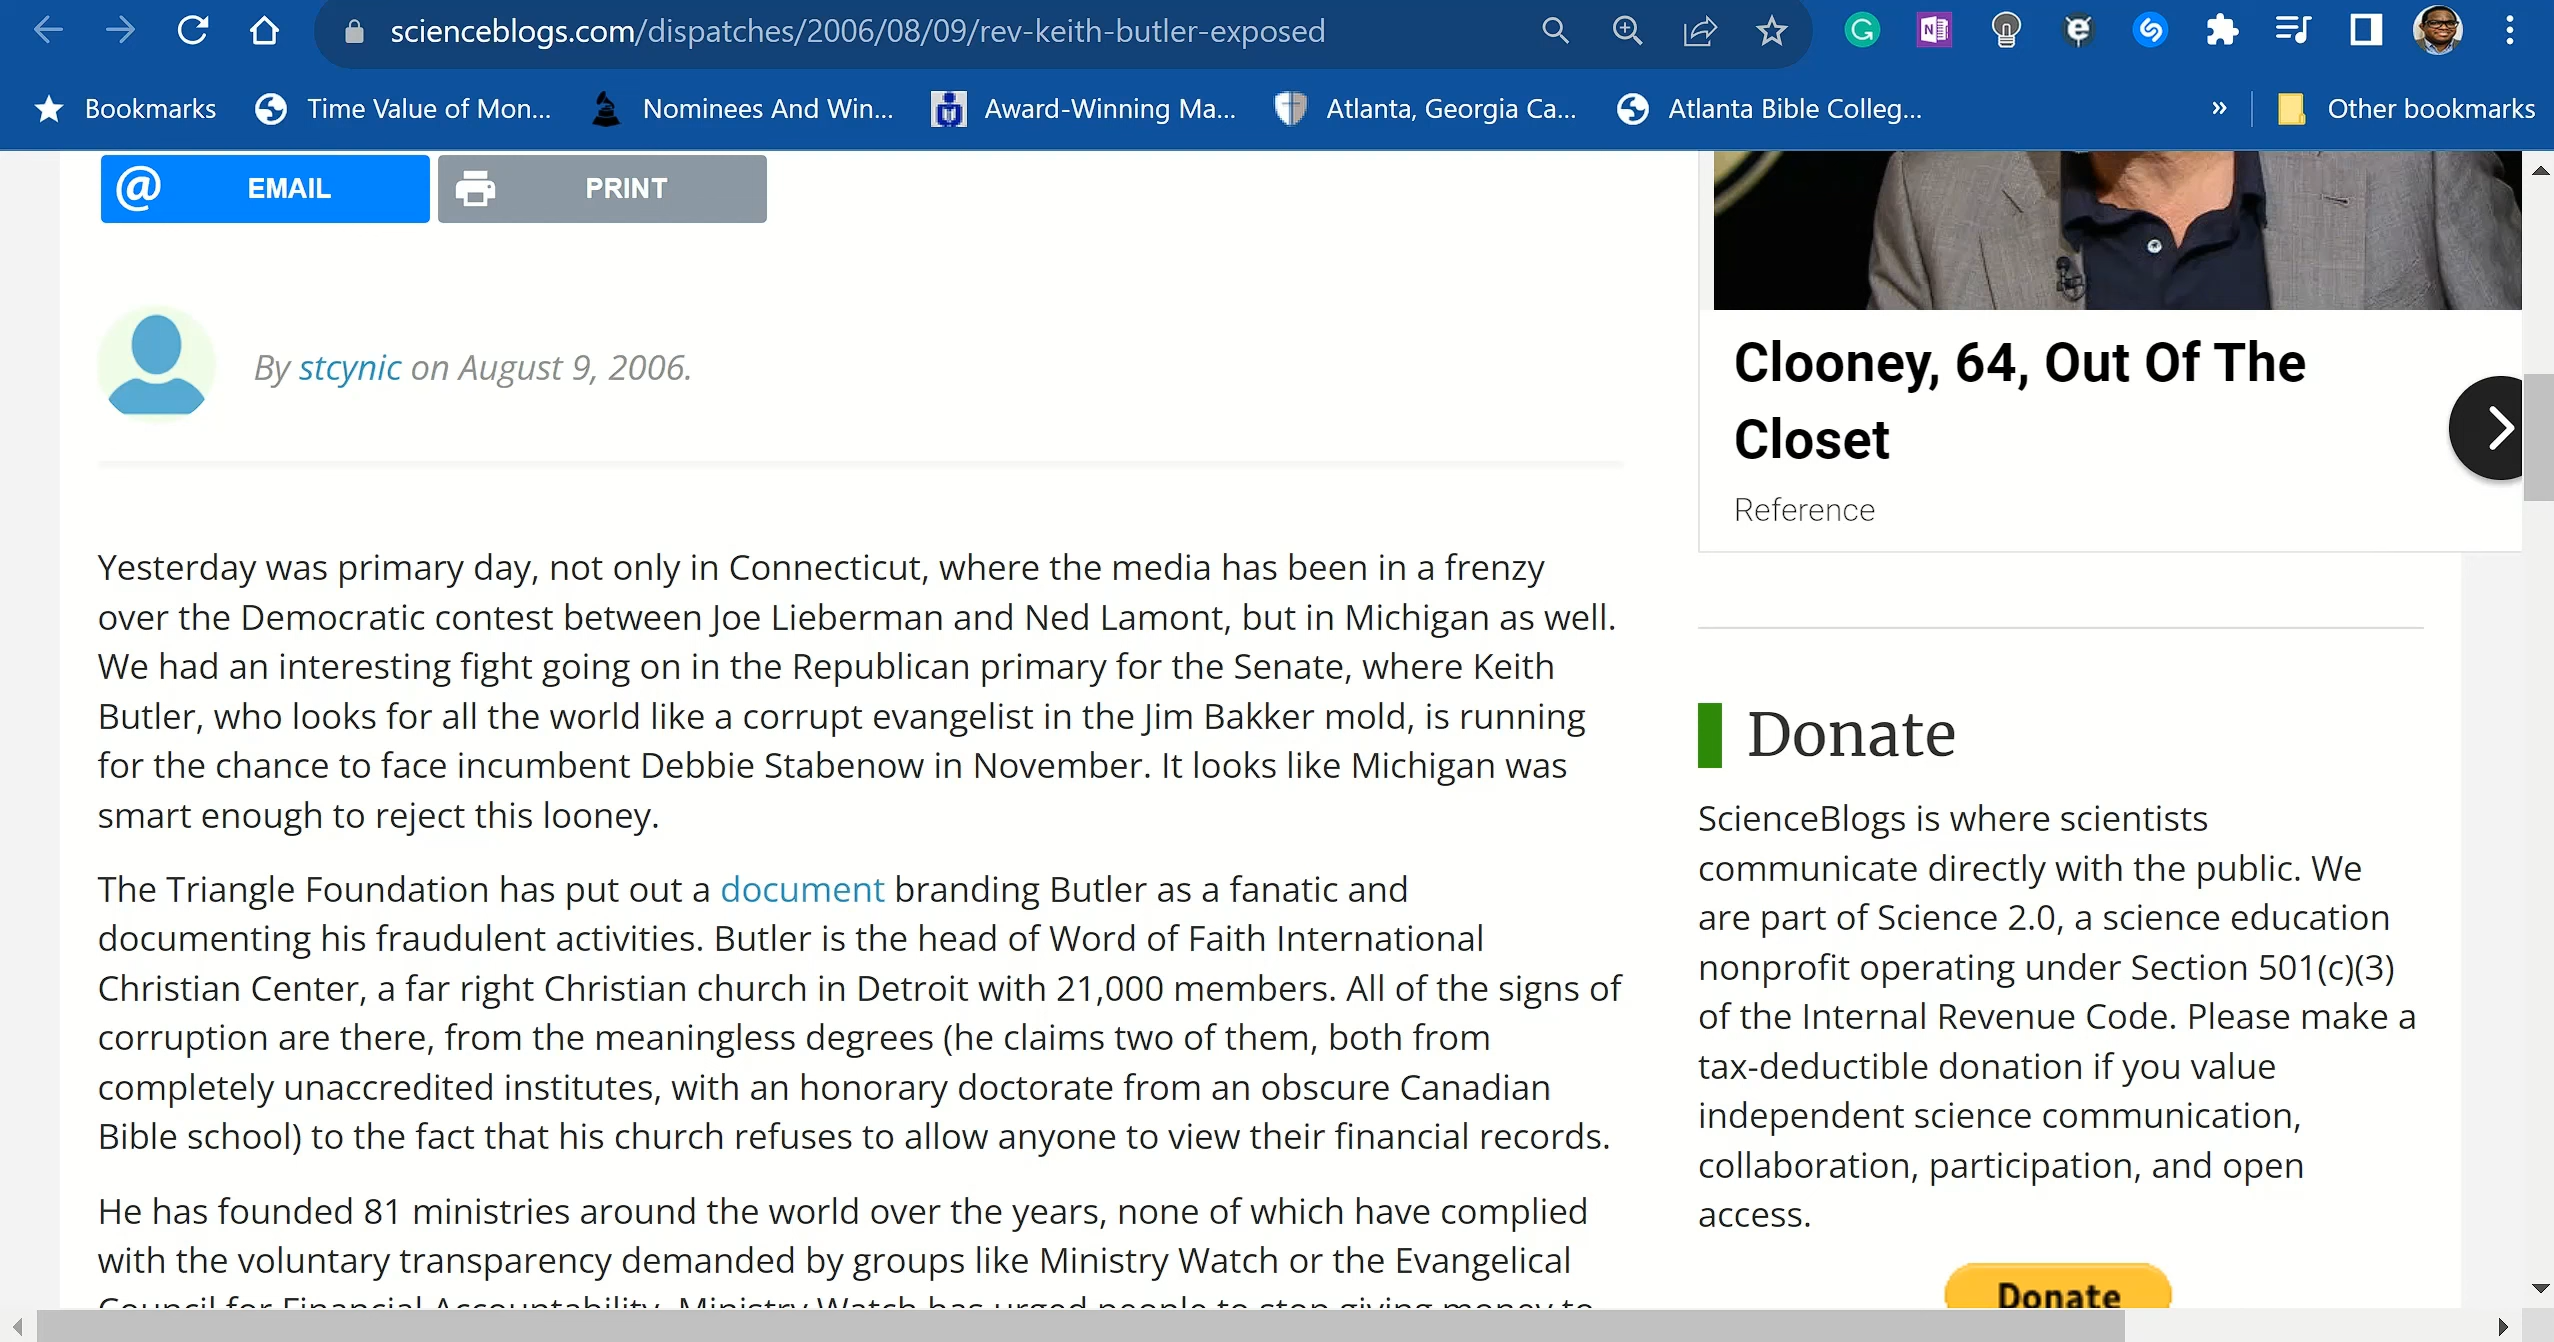 scienceblogs.com/dispatches/2006/08/09/rev-keith-butler-exposed
Bookmarks
Time Value of Mon...
Nominees And Win...
Award-Winning Ma...
Atlanta, Georgia Ca...
Atlanta Bible Colleg...
»
Other bookmarks
@ EMAIL
PRINT
By stcynic on August 9, 2006.
Yesterday was primary day, not only in Connecticut, where the media has been in a frenzy
over the Democratic contest between Joe Lieberman and Ned Lamont, but in Michigan as well.
We had an interesting fight going on in the Republican primary for the Senate, where Keith
Butler, who looks for all the world like a corrupt evangelist in the Jim Bakker mold, is running
for the chance to face incumbent Debbie Stabenow in November. It looks like Michigan was
smart enough to reject this looney.
The Triangle Foundation has put out a document branding Butler as a fanatic and
documenting his fraudulent activities. Butler is the head of Word of Faith International
Christian Center, a far right Christian church in Detroit with 21,000 members. All of the signs of
corruption are there, from the meaningless degrees (he claims two of them, both from
completely unaccredited institutes, with an honorary doctorate from an obscure Canadian
Bible school) to the fact that his church refuses to allow anyone to view their financial records.
He has founded 81 ministries around the world over the years, none of which have complied
with the voluntary transparency demanded by groups like Ministry Watch or the Evangelical
Council for Financial Accountability. Ministry Watch has urged people to stop giving money to
Clooney, 64, Out Of The
Closet
Reference
Donate
ScienceBlogs is where scientists
communicate directly with the public. We
are part of Science 2.0, a science education
nonprofit operating under Section 501(c)(3)
of the Internal Revenue Code. Please make a
tax-deductible donation if you value
independent science communication,
collaboration, participation, and open
access.
Donate